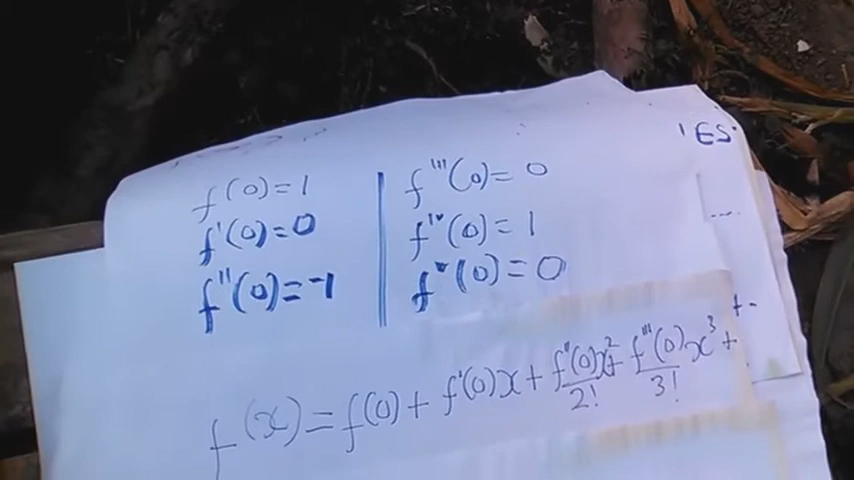 'ES'
f(0)=1
f'(0)=0
f''(0)=-1
f'''(0)=0
f^iv(0)=1
f^v(0)=0
f(x)=f(0)+f'(0)x+f''(0)x²/2!+f'''(0)x³/3!+--